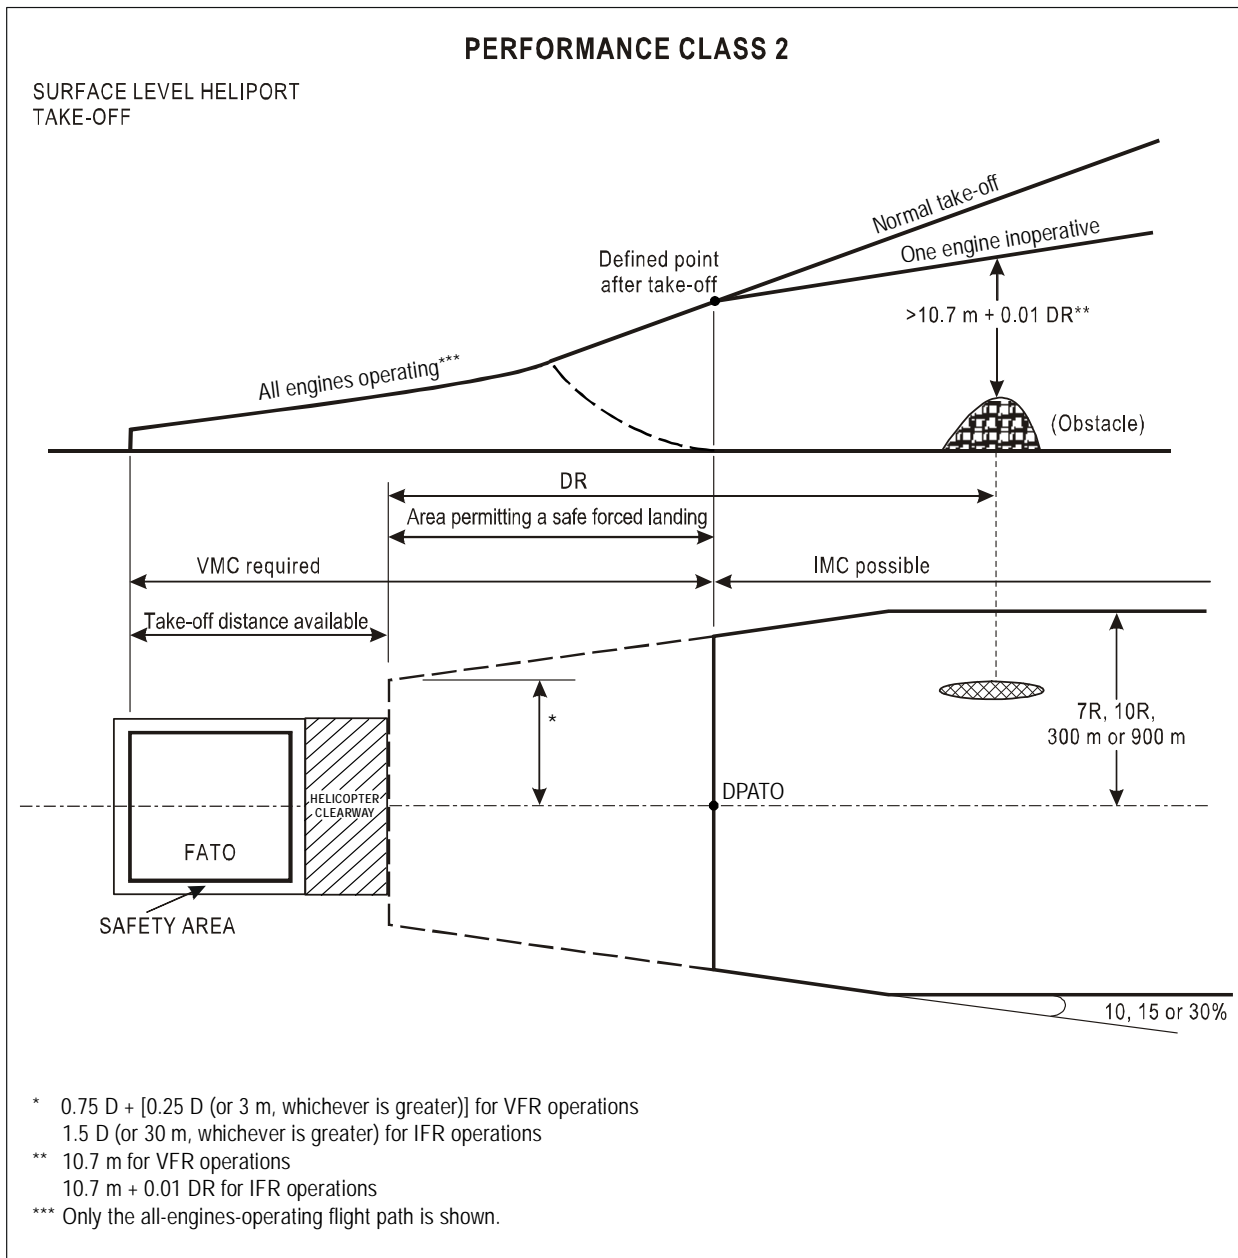 PERFORMANCE CLASS 2
SURFACE LEVEL HELIPORT
TAKE-OFF
Normal take-off
One engine inoperative
Defined point
after take-off
>10.7 m + 0.01 DR**
All engines operating***
(Obstacle)
DR
Area permitting a safe forced landing
VMC required
IMC possible
Take-off distance available
*
7R, 10R,
300 m or 900 m
DPATO
HELICOPTER
CLEARWAY
FATO
SAFETY AREA
10, 15 or 30%
* 0.75 D + [0.25 D (or 3 m, whichever is greater)] for VFR operations
1.5 D (or 30 m, whichever is greater) for IFR operations
** 10.7 m for VFR operations
10.7 m + 0.01 DR for IFR operations
*** Only the all-engines-operating flight path is shown.